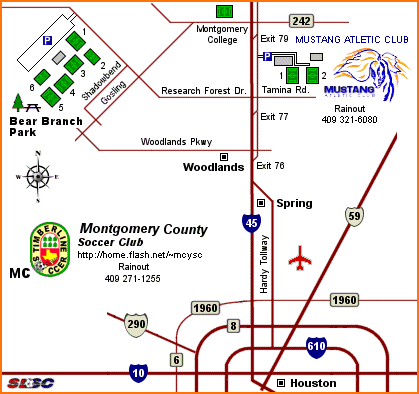 Montgomery
College
242
Exit 79
MUSTANG ATLETIC CLUB
P
1
2
3
4
5
6
Shadowbend
Gosling
Bear Branch
Park
Research Forest Dr.
Tamina Rd.
1
2
MUSTANG
ATLETIC CLUB
Rainout
409 321-6080
Exit 77
Woodlands Pkwy
Woodlands
Exit 76
Spring
45
59
Hardy Tollway
TIMBERLINE
SOCCER
MC
Montgomery County
Soccer Club
http://home.flash.net/~mcysc
Rainout
409 271-1255
1960
1960
290
8
6
610
10
Houston